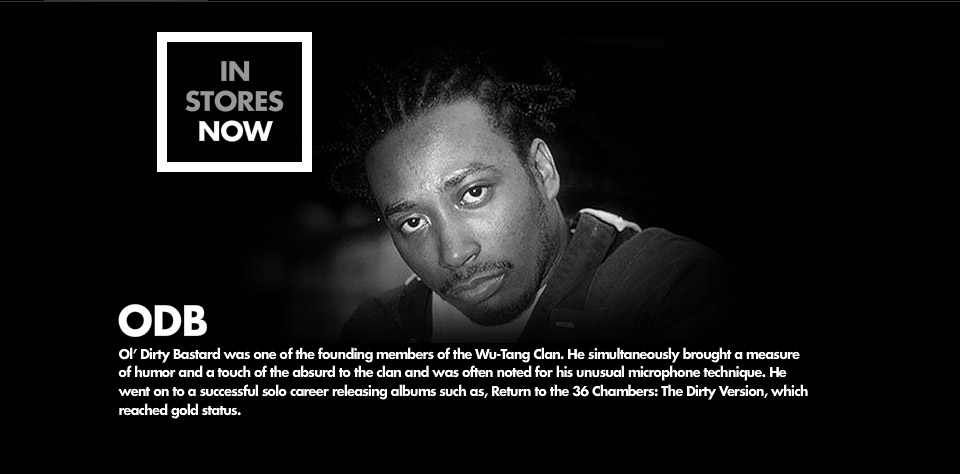 IN
STORES
NOW
ODB
Ol' Dirty Bastard was one of the founding members of the Wu-Tang Clan. He simultaneously brought a measure
of humor and a touch of the absurd to the clan and was often noted for his unusual microphone technique. He
went on to a successful solo career releasing albums such as, Return to the 36 Chambers: The Dirty Version, which
reached gold status.